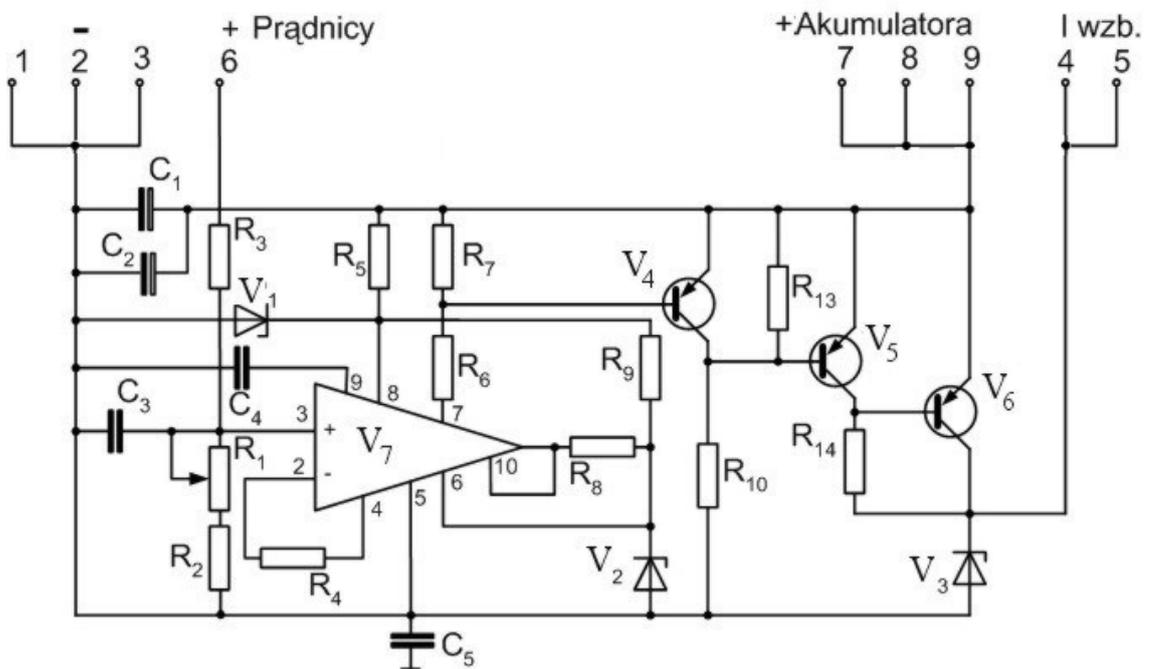 -
+ Prądnicy
+Akumulatora
I wzb.
1 2 3 6 7 8 9 4 5
C1
C2
R3
R5
R7
V4
R13
V1
V5
R6
R9
V6
C3
C4
9
8
7
3
+
V7
R1
2
-
10
R8
R14
R10
4
5
6
R2
R4
V2
V3
C5